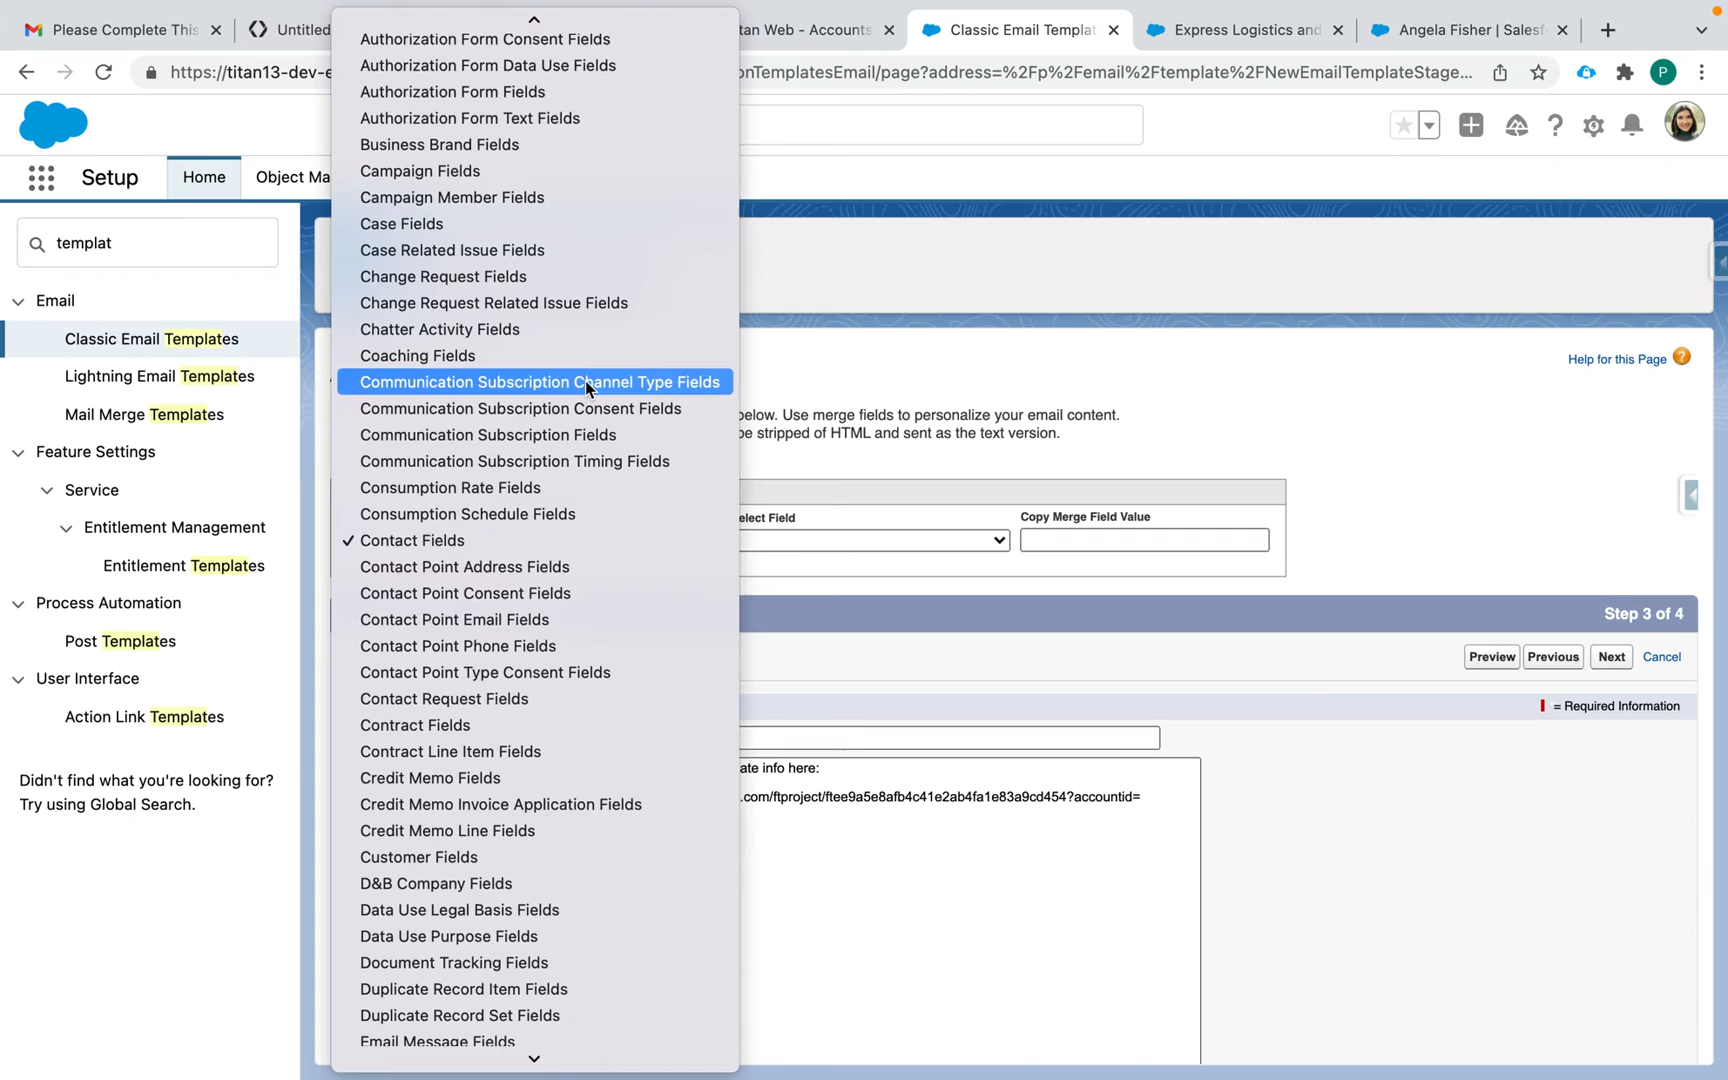 Please Complete This
Untitled
tan Web - Accounts
Classic Email Templat
Express Logistics and
Angela Fisher | Salesf
https://titan13-dev-e
onTemplatesEmail/page?address=%2Fp%2Femail%2Ftemplate%2FNewEmailTemplateStage...
P
Setup
Home
Object Ma
templat
Email
Classic Email Templates
Lightning Email Templates
Mail Merge Templates
Feature Settings
Service
Entitlement Management
Entitlement Templates
Process Automation
Post Templates
User Interface
Action Link Templates
Didn't find what you're looking for?
Try using Global Search.
Authorization Form Consent Fields
Authorization Form Data Use Fields
Authorization Form Fields
Authorization Form Text Fields
Business Brand Fields
Campaign Fields
Campaign Member Fields
Case Fields
Case Related Issue Fields
Change Request Fields
Change Request Related Issue Fields
Chatter Activity Fields
Coaching Fields
Communication Subscription Channel Type Fields
Communication Subscription Consent Fields
Communication Subscription Fields
Communication Subscription Timing Fields
Consumption Rate Fields
Consumption Schedule Fields
✓ Contact Fields
Contact Point Address Fields
Contact Point Consent Fields
Contact Point Email Fields
Contact Point Phone Fields
Contact Point Type Consent Fields
Contact Request Fields
Contract Fields
Contract Line Item Fields
Credit Memo Fields
Credit Memo Invoice Application Fields
Credit Memo Line Fields
Customer Fields
D&B Company Fields
Data Use Legal Basis Fields
Data Use Purpose Fields
Document Tracking Fields
Duplicate Record Item Fields
Duplicate Record Set Fields
Email Message Fields
Help for this Page
elow. Use merge fields to personalize your email content.
be stripped of HTML and sent as the text version.
elect Field
Copy Merge Field Value
Step 3 of 4
Preview
Previous
Next
Cancel
= Required Information
ate info here:
.com/ftproject/ftee9a5e8afb4c41e2ab4fa1e83a9cd454?accountid=